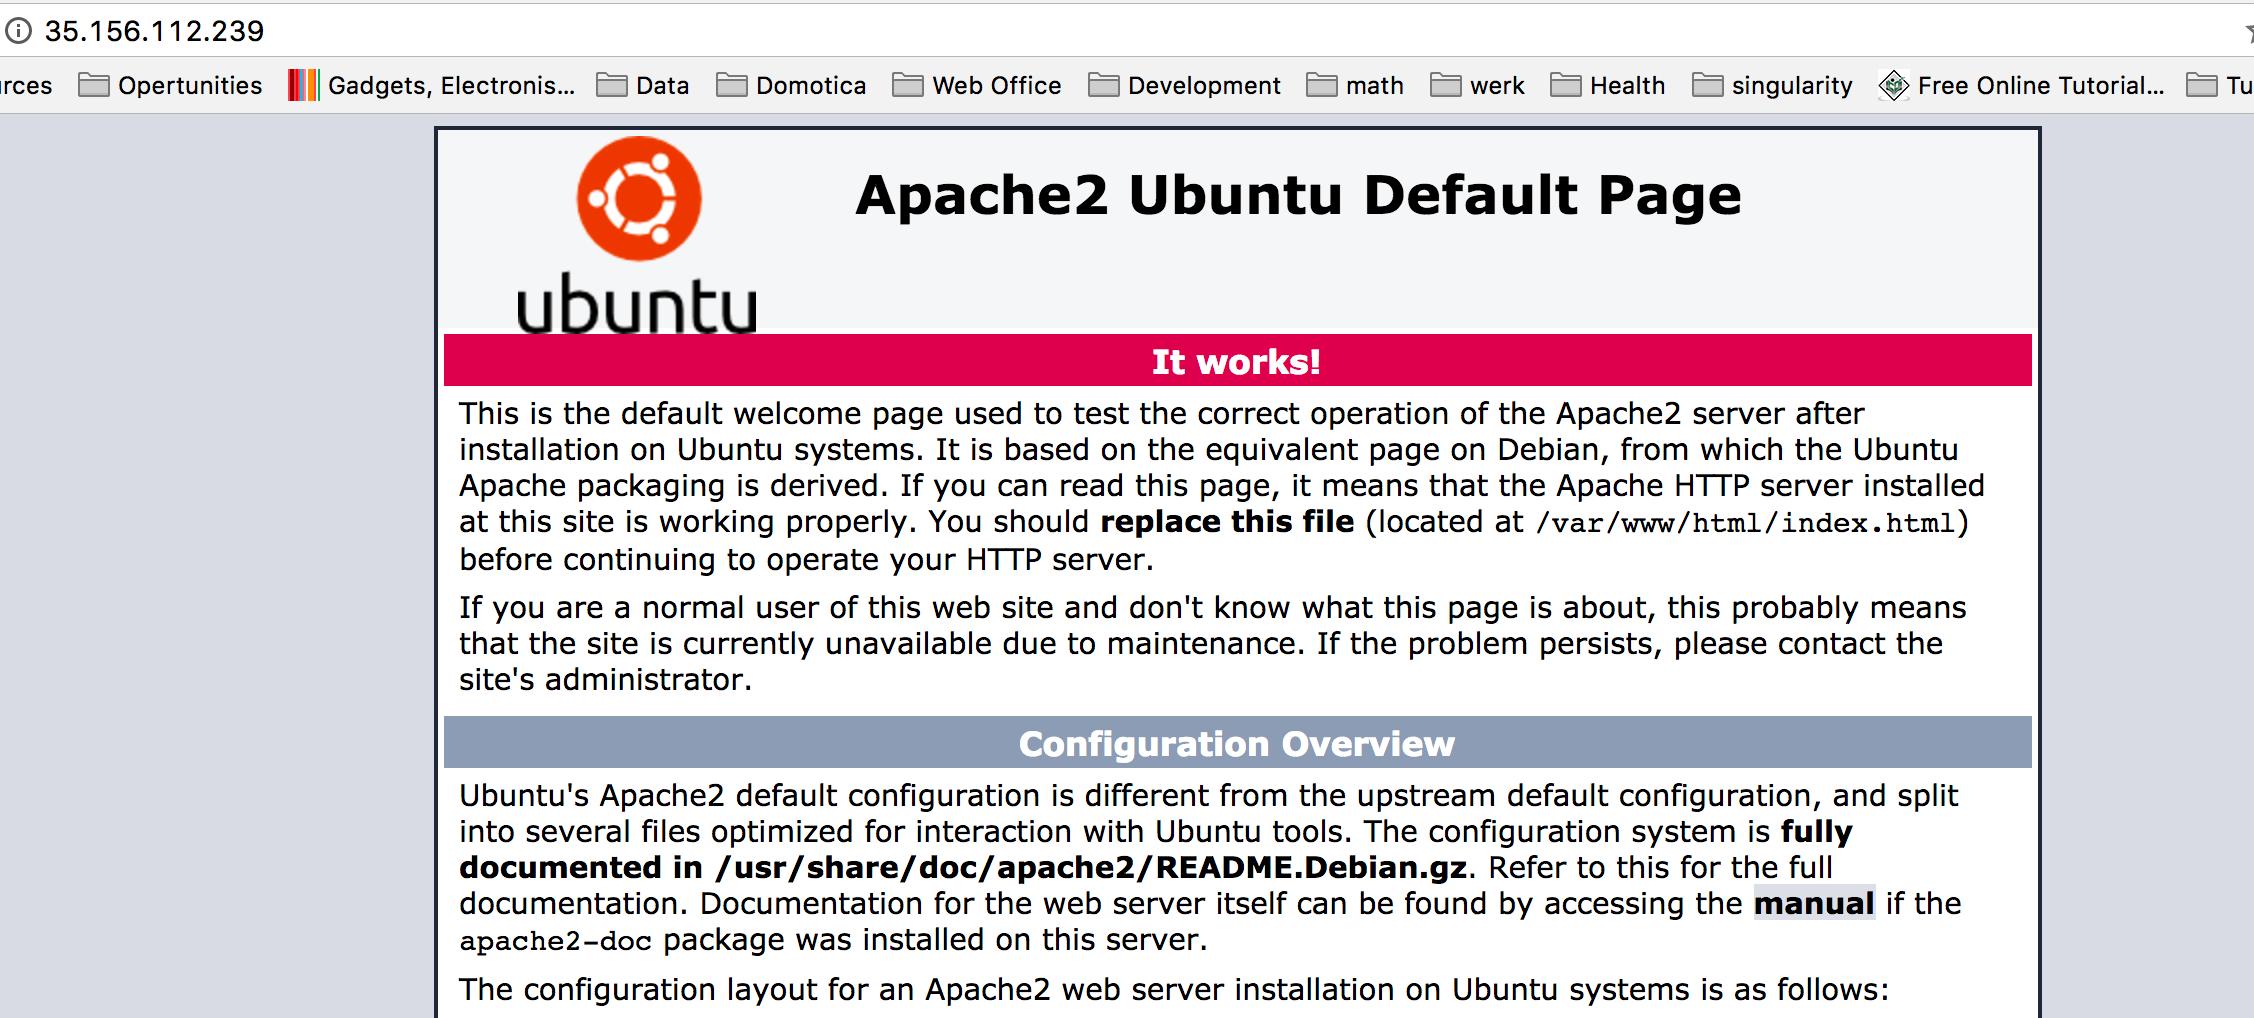 35.156.112.239
rces Opertunities Gadgets, Electronis... Data Domotica Web Office Development math werk Health singularity Free Online Tutorial... Tu
Apache2 Ubuntu Default Page
ubuntu
It works!
This is the default welcome page used to test the correct operation of the Apache2 server after
installation on Ubuntu systems. It is based on the equivalent page on Debian, from which the Ubuntu
Apache packaging is derived. If you can read this page, it means that the Apache HTTP server installed
at this site is working properly. You should replace this file (located at /var/www/html/index.html)
before continuing to operate your HTTP server.
If you are a normal user of this web site and don't know what this page is about, this probably means
that the site is currently unavailable due to maintenance. If the problem persists, please contact the
site's administrator.
Configuration Overview
Ubuntu's Apache2 default configuration is different from the upstream default configuration, and split
into several files optimized for interaction with Ubuntu tools. The configuration system is fully
documented in /usr/share/doc/apache2/README.Debian.gz. Refer to this for the full
documentation. Documentation for the web server itself can be found by accessing the manual if the
apache2-doc package was installed on this server.
The configuration layout for an Apache2 web server installation on Ubuntu systems is as follows: